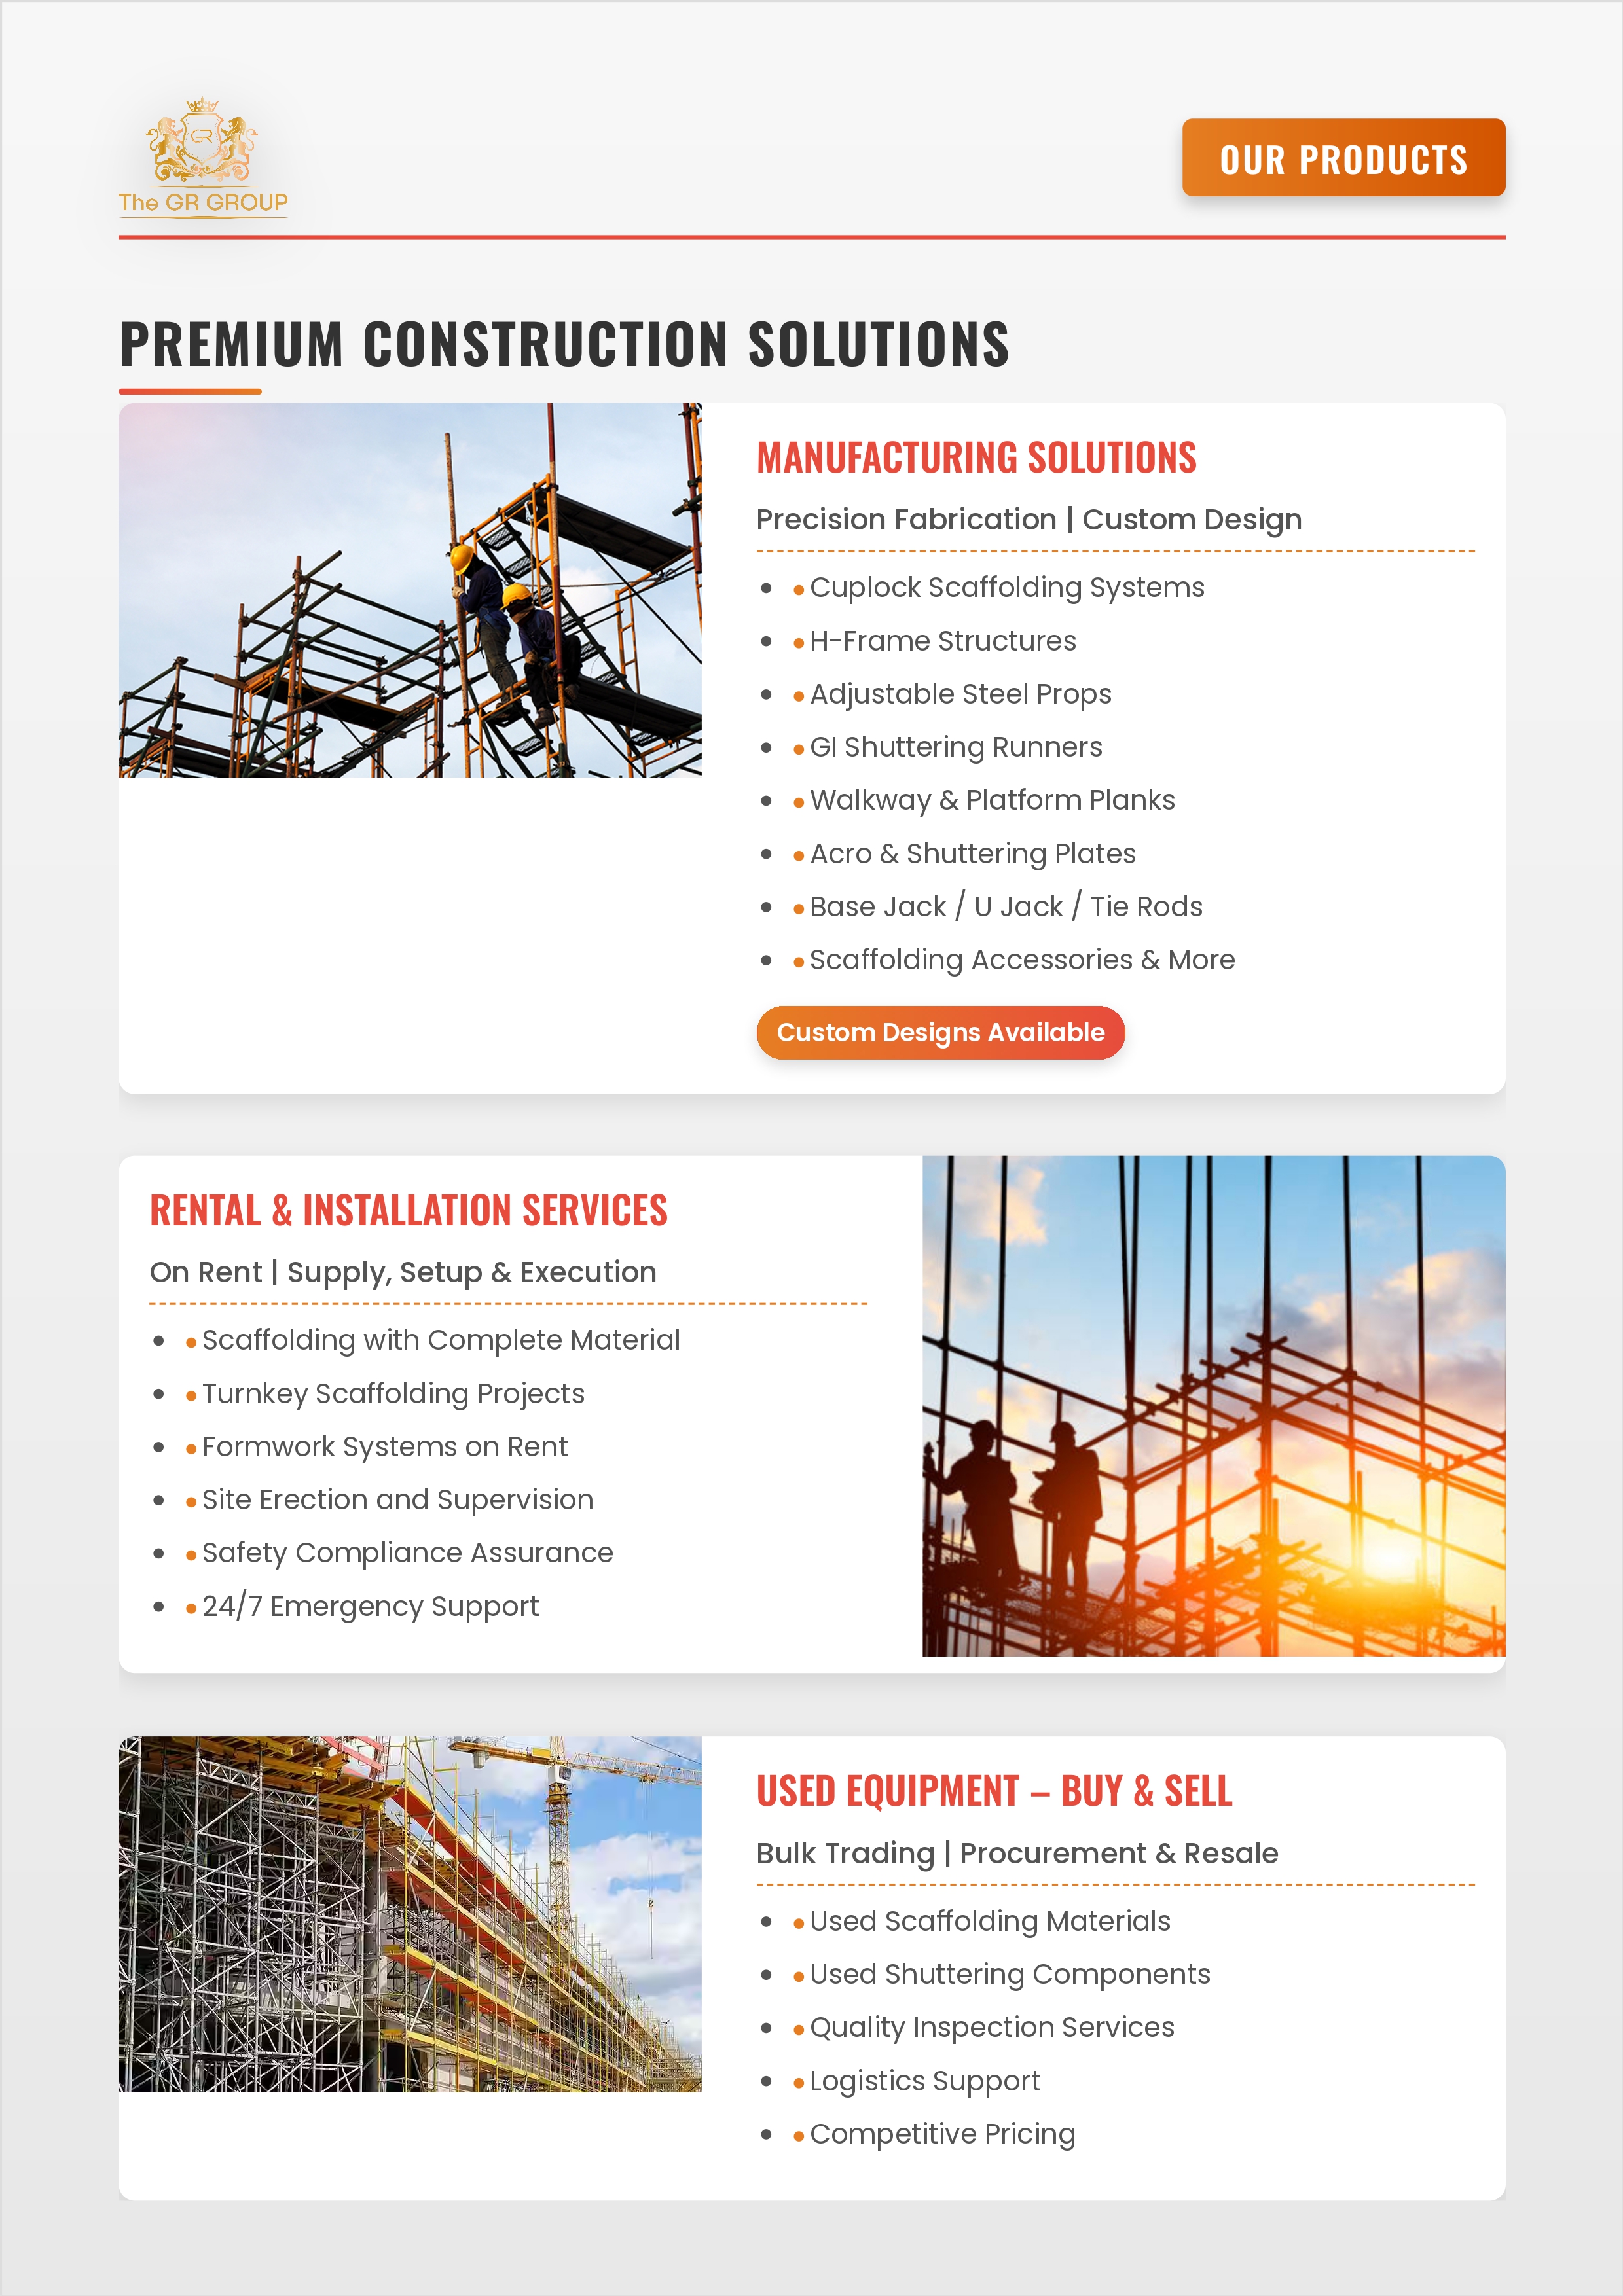 GR
The GR GROUP
OUR PRODUCTS
PREMIUM CONSTRUCTION SOLUTIONS
MANUFACTURING SOLUTIONS
Precision Fabrication | Custom Design
• • Cuplock Scaffolding Systems
• • H-Frame Structures
• • Adjustable Steel Props
• • GI Shuttering Runners
• • Walkway & Platform Planks
• • Acro & Shuttering Plates
• • Base Jack / U Jack / Tie Rods
• • Scaffolding Accessories & More
Custom Designs Available
RENTAL & INSTALLATION SERVICES
On Rent | Supply, Setup & Execution
• • Scaffolding with Complete Material
• • Turnkey Scaffolding Projects
• • Formwork Systems on Rent
• • Site Erection and Supervision
• • Safety Compliance Assurance
• • 24/7 Emergency Support
USED EQUIPMENT – BUY & SELL
Bulk Trading | Procurement & Resale
• • Used Scaffolding Materials
• • Used Shuttering Components
• • Quality Inspection Services
• • Logistics Support
• • Competitive Pricing